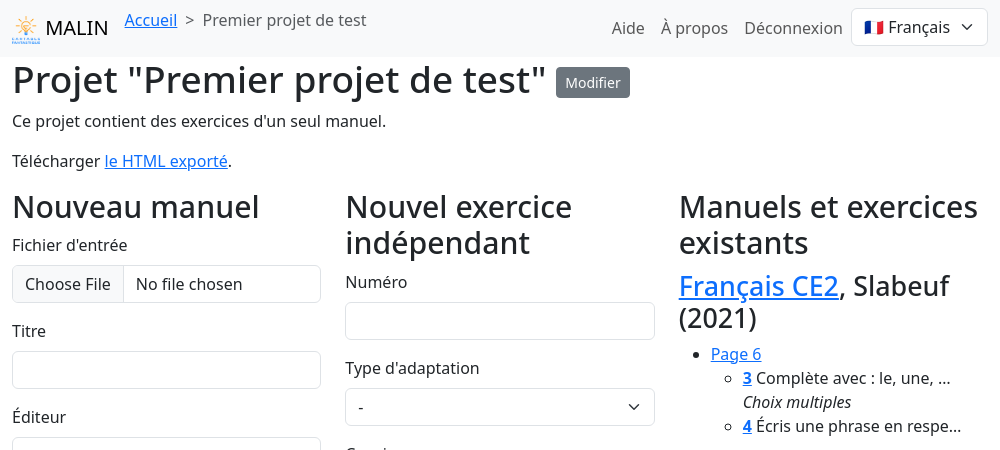 MALIN
Accueil > Premier projet de test
Aide À propos Déconnexion Français
Projet "Premier projet de test" Modifier
Ce projet contient des exercices d'un seul manuel.
Télécharger le HTML exporté.
Nouveau manuel
Fichier d'entrée
Choose File No file chosen
Titre
Éditeur
Nouvel exercice
indépendant
Numéro
Type d'adaptation
-
Manuels et exercices
existants
Français CE2, Slabeuf
(2021)
Page 6
3 Complète avec : le, une, ...
Choix multiples
4 Écris une phrase en respe...